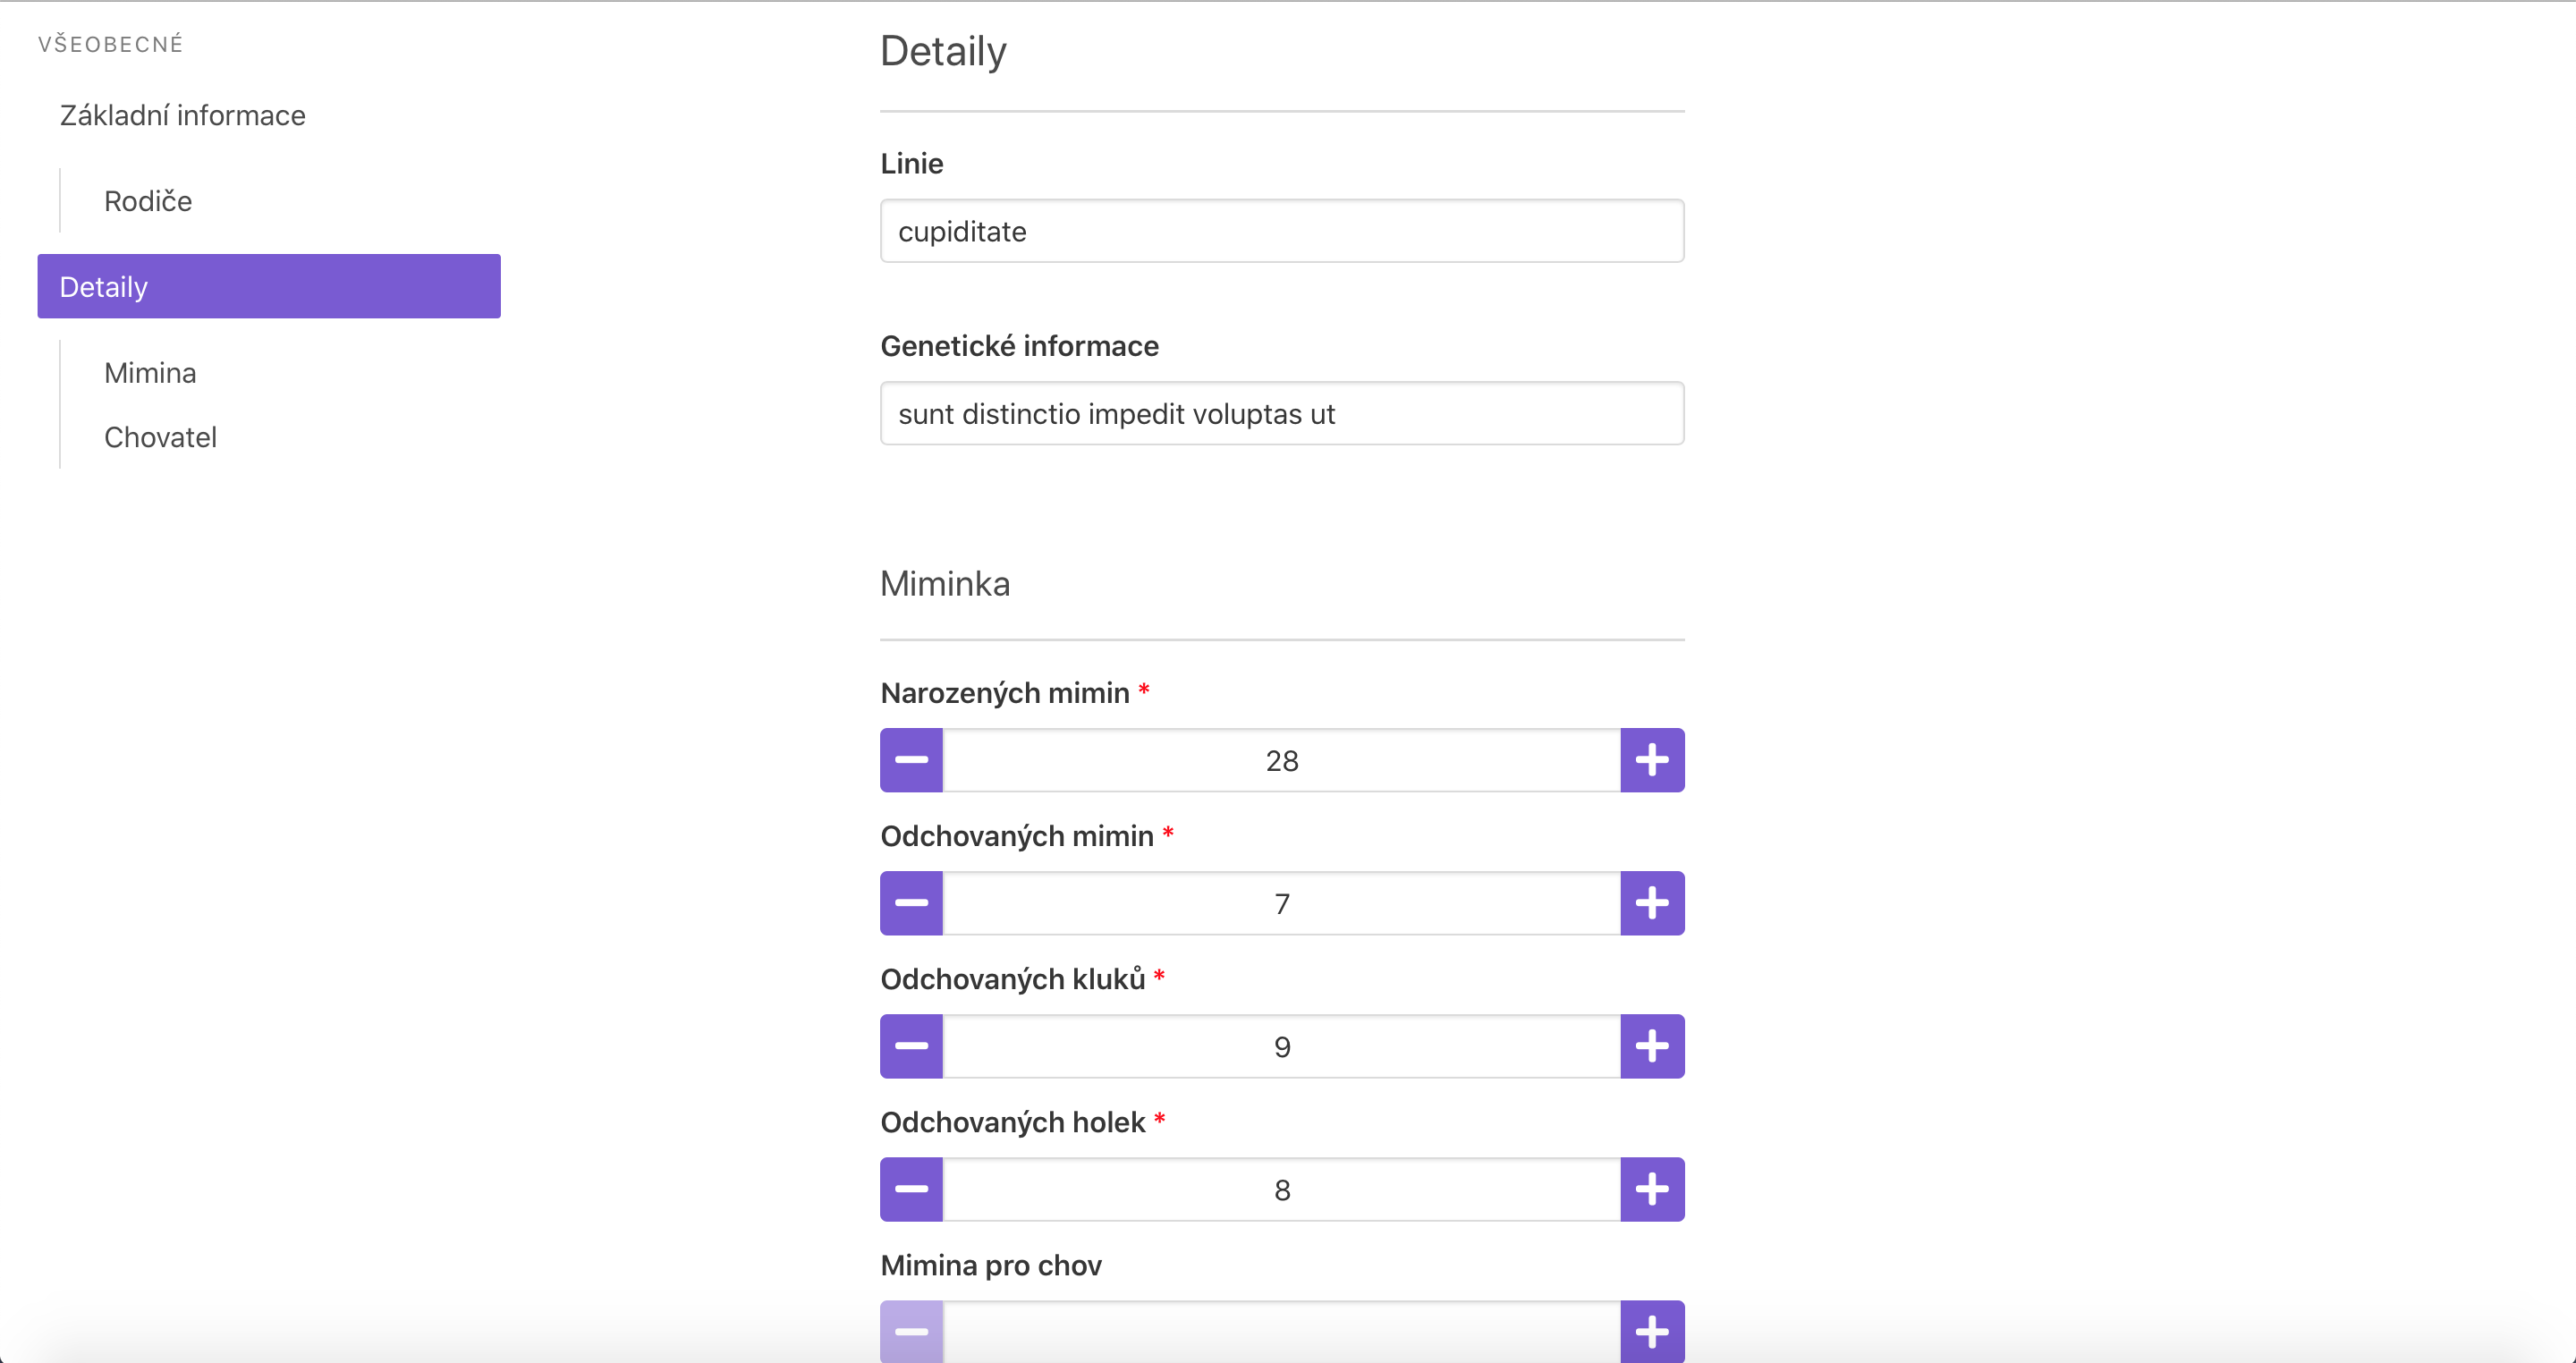 VŠEOBECNÉ
Základní informace
Rodiče
Detaily
Mimina
Chovatel
Detaily
Linie
cupiditate
Genetické informace
sunt distinctio impedit voluptas ut
Miminka
Narozených mimin *
28
Odchovaných mimin *
7
Odchovaných kluků *
9
Odchovaných holek *
8
Mimina pro chov